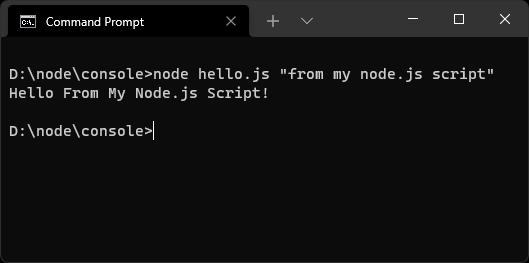 Command Prompt
D:\node\console>node hello.js "from my node.js script"
Hello From My Node.js Script!
D:\node\console>